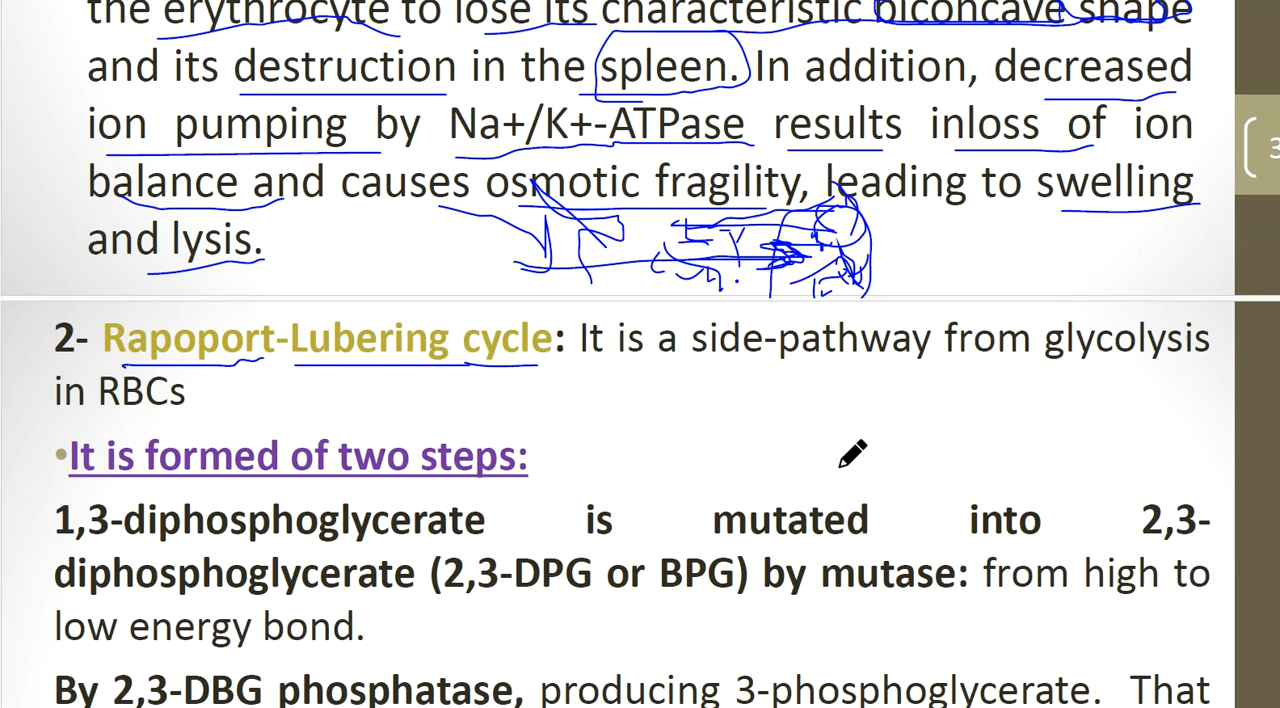 the erythrocyte to lose its characteristic biconcave shape
and its destruction in the spleen. In addition, decreased
ion pumping by Na+/K+-ATPase results inloss of ion
balance and causes osmotic fragility, leading to swelling
and lysis.
3
2- Rapoport-Lubering cycle: It is a side-pathway from glycolysis
in RBCs
•It is formed of two steps:
1,3-diphosphoglycerate is mutated into 2,3-
diphosphoglycerate (2,3-DPG or BPG) by mutase: from high to
low energy bond.
By 2,3-DBG phosphatase, producing 3-phosphoglycerate. That